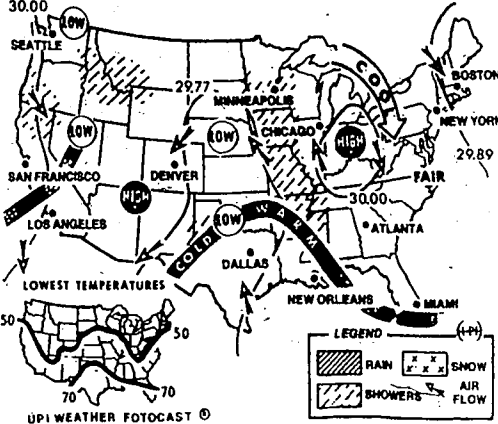 30.00
LOW
SEATTLE
COOL
29.77
MINNEAPOLIS
BOSTON
LOW
LOW
CHICAGO
HIGH
NEW YORK
29.89
SAN FRANCISCO
DENVER
FAIR
HIGH
30.00
LOS ANGELES
LOW
COLD
WARM
ATLANTA
DALLAS
LOWEST TEMPERATURES
NEW ORLEANS
MIAMI
50
50
70
70
LEGEND
RAIN
SNOW
SHOWERS
AIR
FLOW
UPI WEATHER FOTOCAST ®